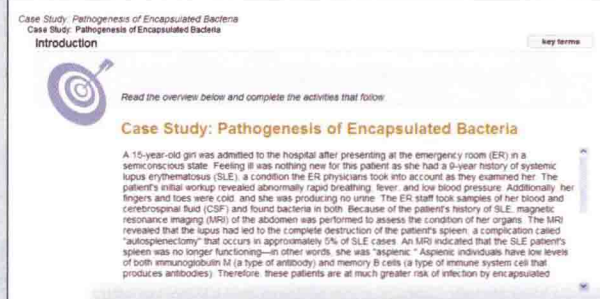 Case Study: Pathogenesis of Encapsulated Bacteria
Case Study: Pathogenesis of Encapsulated Bacteria
Introduction
key terms
Read the overview below and complete the activities that follow.
Case Study: Pathogenesis of Encapsulated Bacteria
A 15-year-old girl was admitted to the hospital after presenting at the emergency room (ER) in a
semiconscious state. Feeling ill was nothing new for this patient as she had a 9-year history of systemic
lupus erythematosus (SLE), a condition the ER physicians took into account as they examined her. The
patient's initial workup revealed abnormally rapid breathing, fever, and low blood pressure. Additionally, her
fingers and toes were cold, and she was producing no urine. The ER staff took samples of her blood and
cerebrospinal fluid (CSF) and found bacteria in both. Because of the patient's history of SLE, magnetic
resonance imaging (MRI) of the abdomen was performed to assess the condition of her organs. The MRI
revealed that the lupus had led to the complete destruction of the patient's spleen, a complication called
"autosplenectomy" that occurs in approximately 5% of SLE cases. An MRI indicated that the SLE patient's
spleen was no longer functioning—in other words, she was "asplenic." Asplenic individuals have low levels
of both immunoglobulin M (a type of antibody) and memory B cells (a type of immune system cell that
produces antibodies). Therefore, these patients are at much greater risk of infection by encapsulated